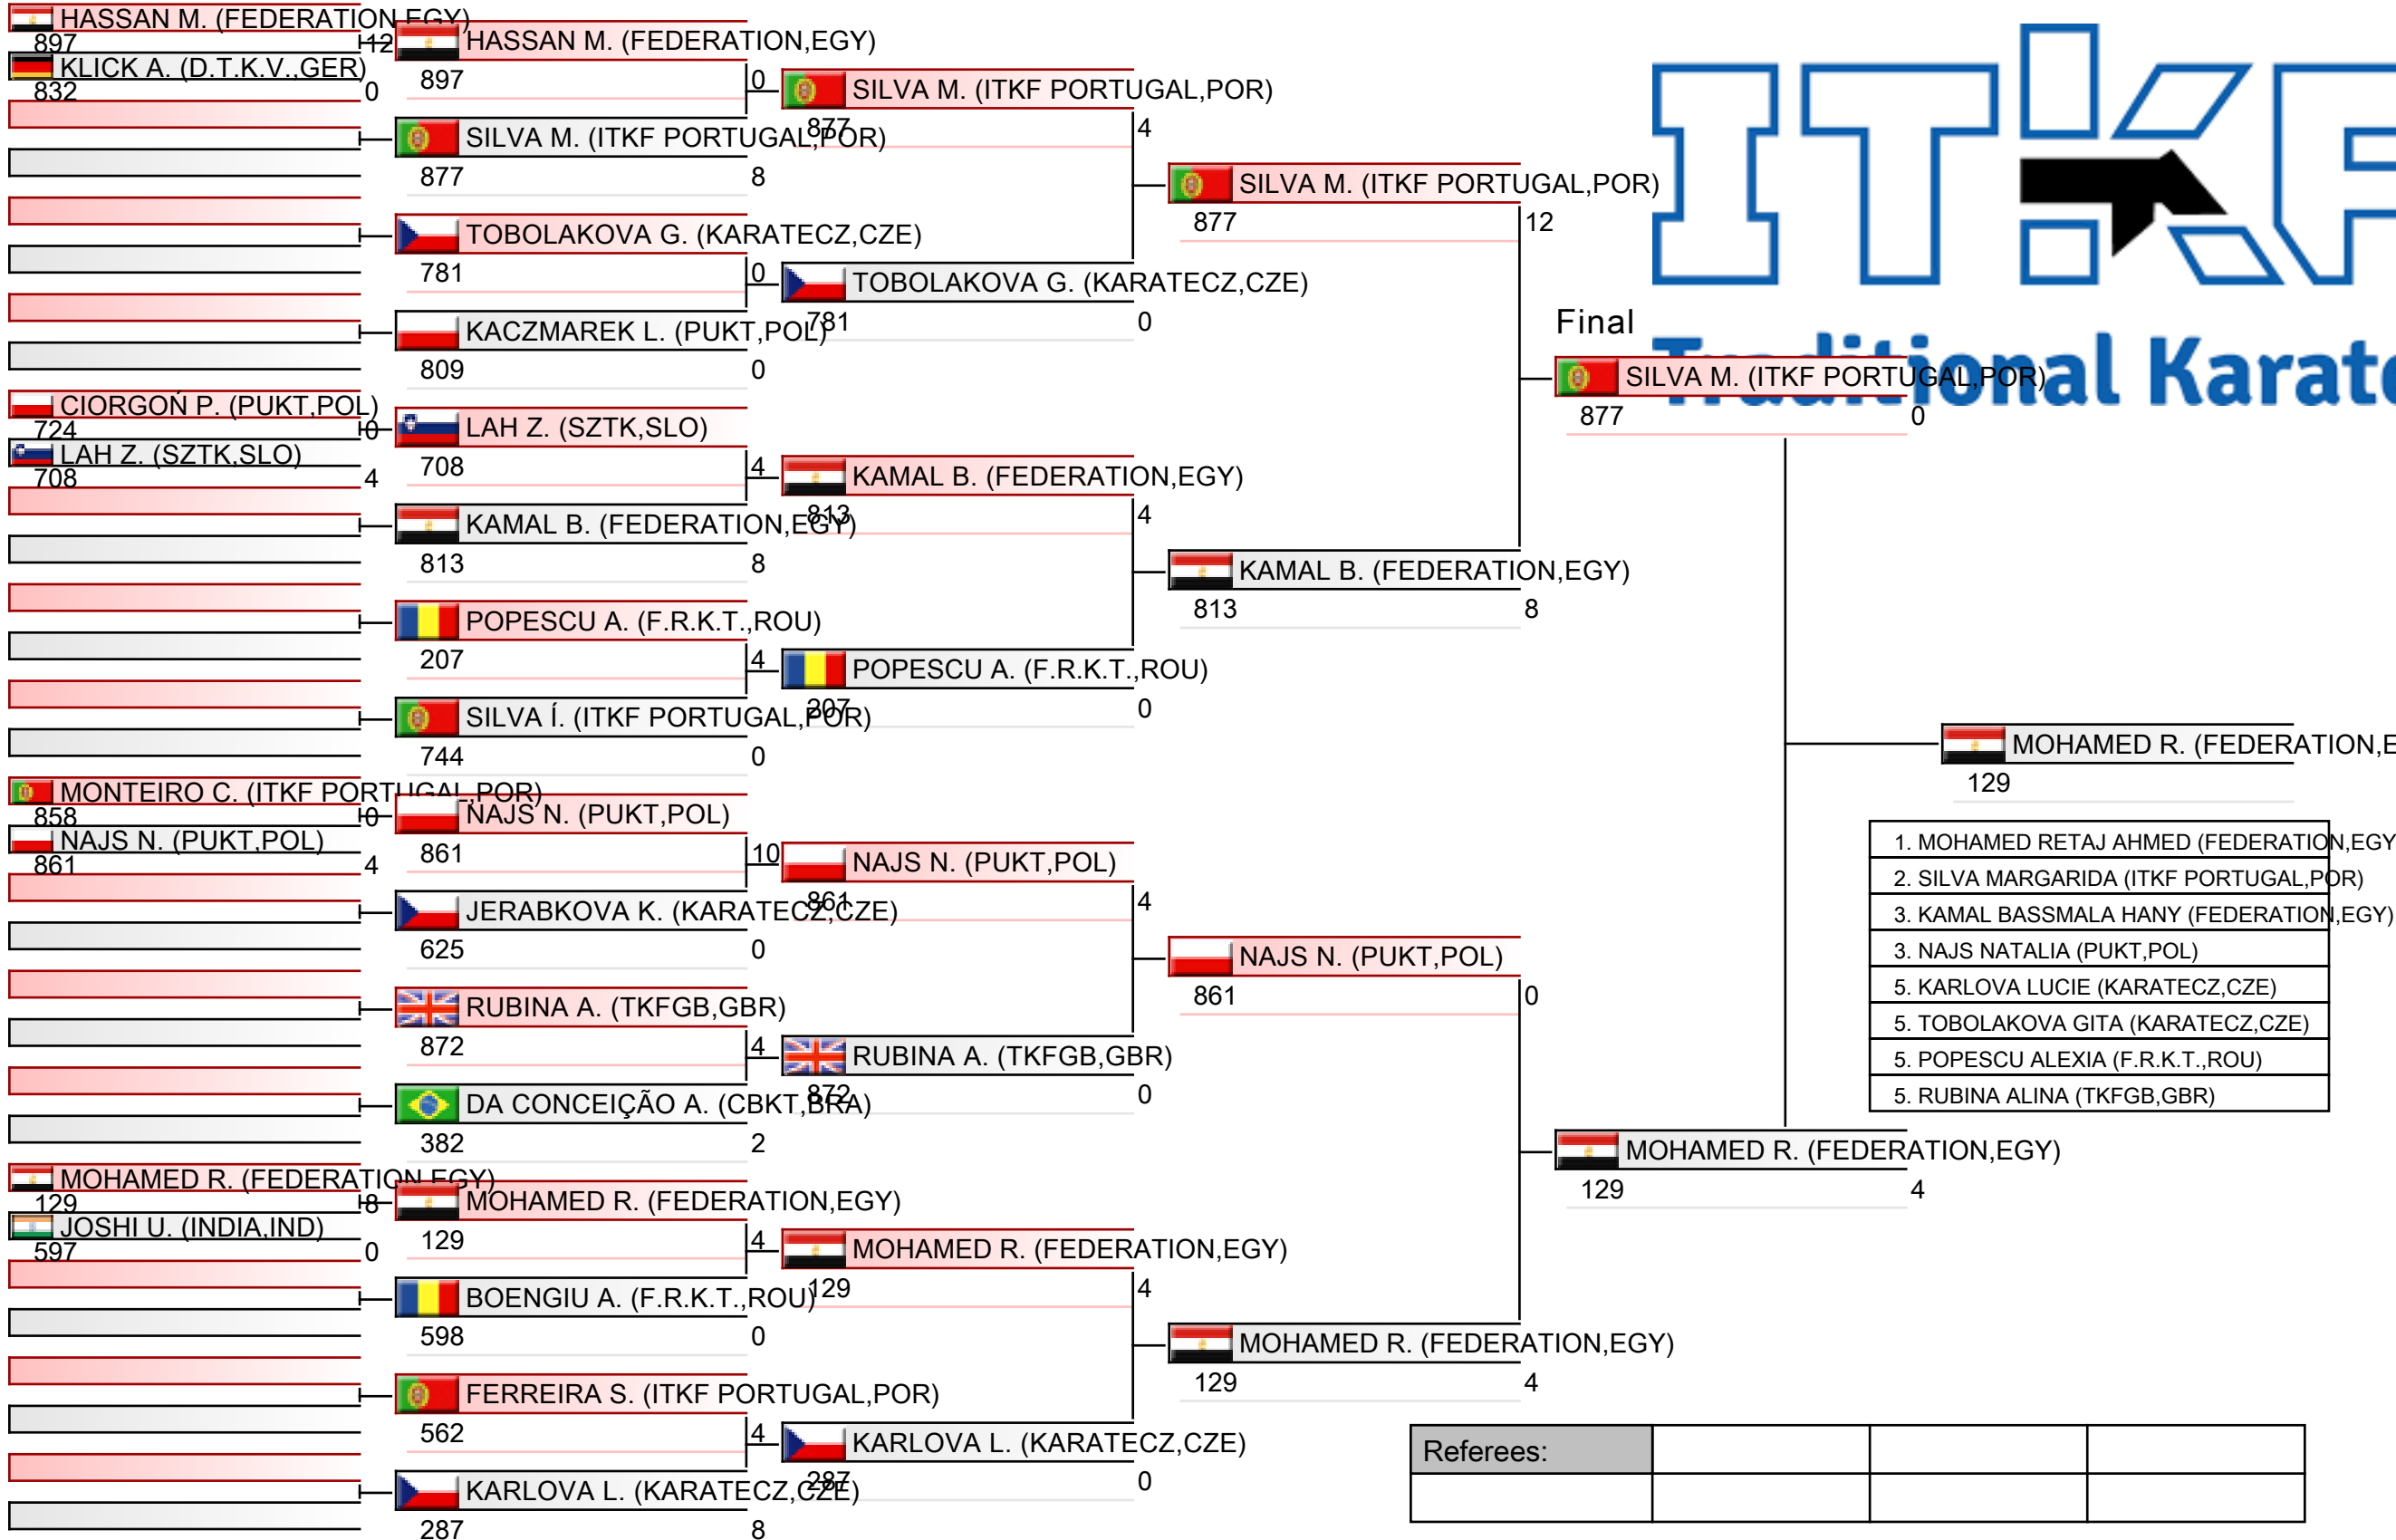 HASSAN M. (FEDERATION,EGY)
897
12
KLICK A. (D.T.K.V.,GER)
832
0
CIORGOŃ P. (PUKT,POL)
724
0
LAH Z. (SZTK,SLO)
708
4
MONTEIRO C. (ITKF PORTUGAL,POR)
858
0
NAJS N. (PUKT,POL)
861
4
MOHAMED R. (FEDERATION,EGY)
129
8
JOSHI U. (INDIA,IND)
597
0
HASSAN M. (FEDERATION,EGY)
897
0
SILVA M. (ITKF PORTUGAL,POR)
877
8
TOBOLAKOVA G. (KARATECZ,CZE)
781
0
KACZMAREK L. (PUKT,POL)
809
0
LAH Z. (SZTK,SLO)
708
4
KAMAL B. (FEDERATION,EGY)
813
8
POPESCU A. (F.R.K.T.,ROU)
207
4
SILVA Í. (ITKF PORTUGAL,POR)
744
0
NAJS N. (PUKT,POL)
861
10
JERABKOVA K. (KARATECZ,CZE)
625
0
RUBINA A. (TKFGB,GBR)
872
4
DA CONCEIÇÃO A. (CBKT,BRA)
382
2
MOHAMED R. (FEDERATION,EGY)
129
4
BOENGIU A. (F.R.K.T.,ROU)
598
0
FERREIRA S. (ITKF PORTUGAL,POR)
562
4
KARLOVA L. (KARATECZ,CZE)
287
8
SILVA M. (ITKF PORTUGAL,POR)
877
4
TOBOLAKOVA G. (KARATECZ,CZE)
781
0
KAMAL B. (FEDERATION,EGY)
813
4
POPESCU A. (F.R.K.T.,ROU)
207
0
NAJS N. (PUKT,POL)
861
4
RUBINA A. (TKFGB,GBR)
872
0
MOHAMED R. (FEDERATION,EGY)
129
4
KARLOVA L. (KARATECZ,CZE)
287
0
SILVA M. (ITKF PORTUGAL,POR)
877
12
KAMAL B. (FEDERATION,EGY)
813
8
NAJS N. (PUKT,POL)
861
0
MOHAMED R. (FEDERATION,EGY)
129
4
ITKF
Traditional Karate
Final
SILVA M. (ITKF PORTUGAL,POR)
877
0
MOHAMED R. (FEDERATION,EGY)
129
4
MOHAMED R. (FEDERATION,E
129
1. MOHAMED RETAJ AHMED (FEDERATION,EGY
2. SILVA MARGARIDA (ITKF PORTUGAL,POR)
3. KAMAL BASSMALA HANY (FEDERATION,EGY)
3. NAJS NATALIA (PUKT,POL)
5. KARLOVA LUCIE (KARATECZ,CZE)
5. TOBOLAKOVA GITA (KARATECZ,CZE)
5. POPESCU ALEXIA (F.R.K.T.,ROU)
5. RUBINA ALINA (TKFGB,GBR)
Referees: